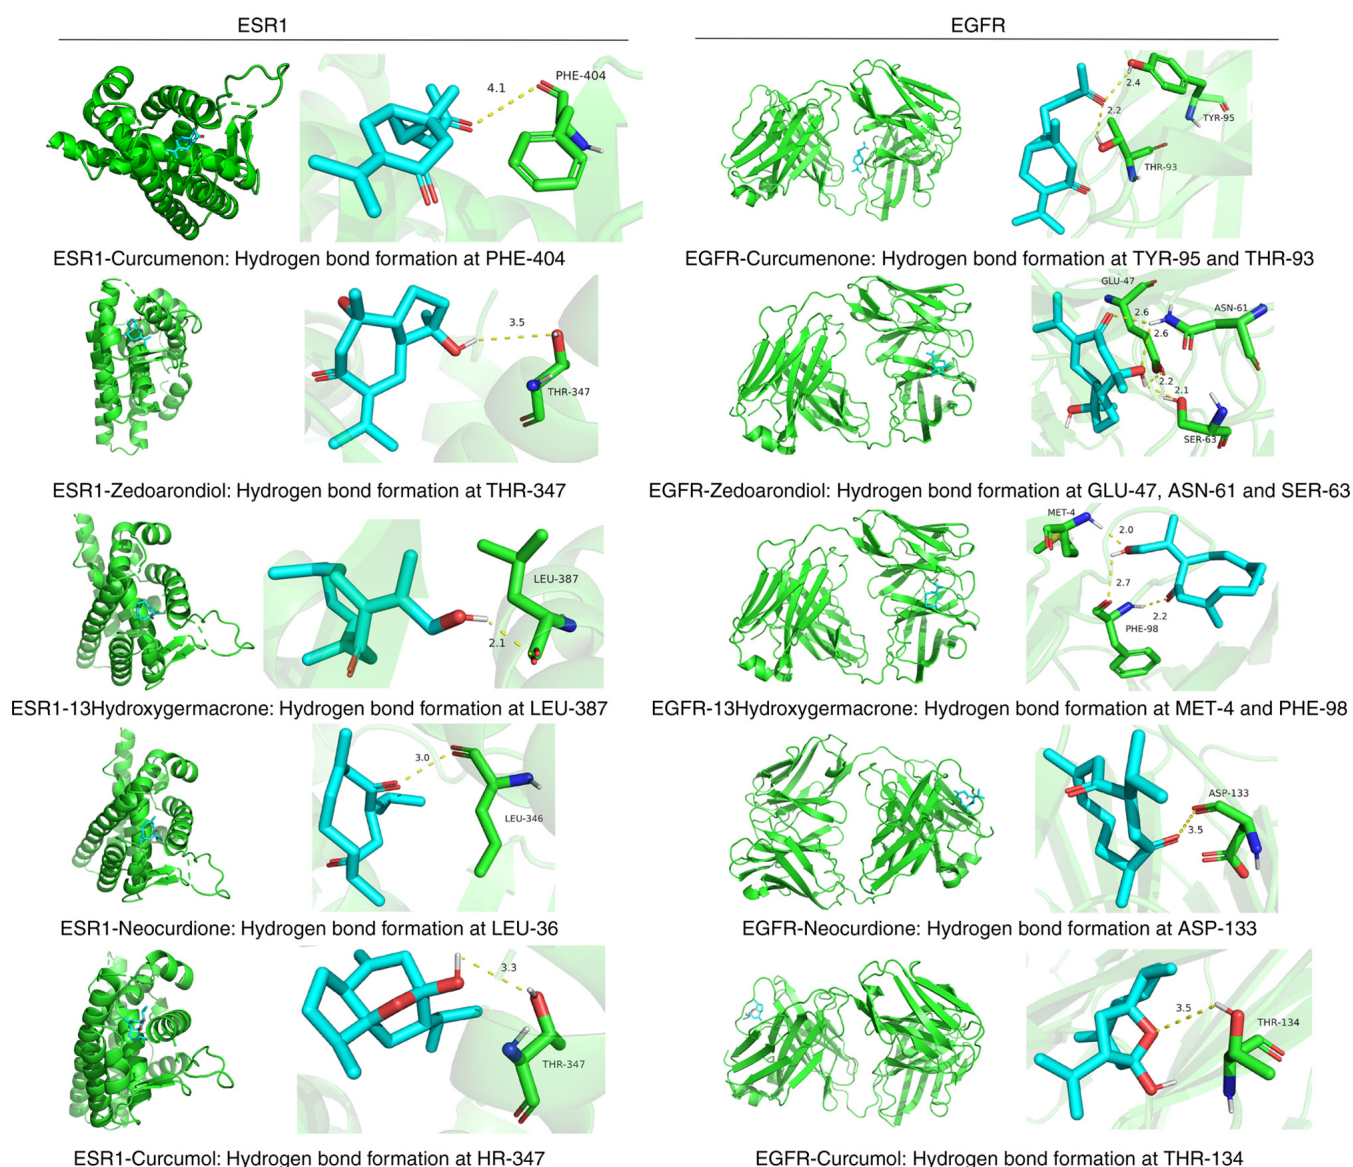 ESR1
EGFR
PHE-404
4.1
2.4
2.2
TYR-95
THR-93
ESR1-Curcumenon: Hydrogen bond formation at PHE-404
EGFR-Curcumenone: Hydrogen bond formation at TYR-95 and THR-93
3.5
THR-347
GLU-47
ASN-61
2.6
2.6
2.2
2.1
SER-63
ESR1-Zedoarondiol: Hydrogen bond formation at THR-347
EGFR-Zedoarondiol: Hydrogen bond formation at GLU-47, ASN-61 and SER-63
LEU-387
2.1
MET-4
2.0
2.7
2.2
PHE-98
ESR1-13Hydroxygermacrone: Hydrogen bond formation at LEU-387
EGFR-13Hydroxygermacrone: Hydrogen bond formation at MET-4 and PHE-98
3.0
LEU-346
ASP-133
3.5
ESR1-Neocurdione: Hydrogen bond formation at LEU-36
EGFR-Neocurdione: Hydrogen bond formation at ASP-133
3.3
THR-347
3.5
THR-134
ESR1-Curcumol: Hydrogen bond formation at HR-347
EGFR-Curcumol: Hydrogen bond formation at THR-134